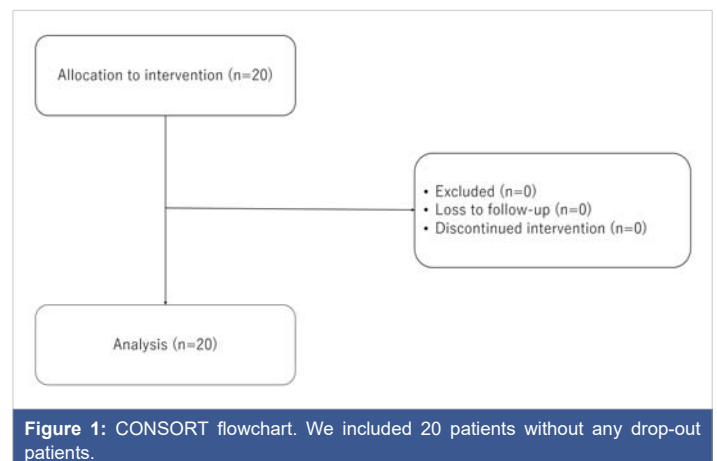 Allocation to intervention (n=20)
• Excluded (n=0)
• Loss to follow-up (n=0)
• Discontinued intervention (n=0)
Analysis (n=20)
Figure 1: CONSORT flowchart. We included 20 patients without any drop-out
patients.